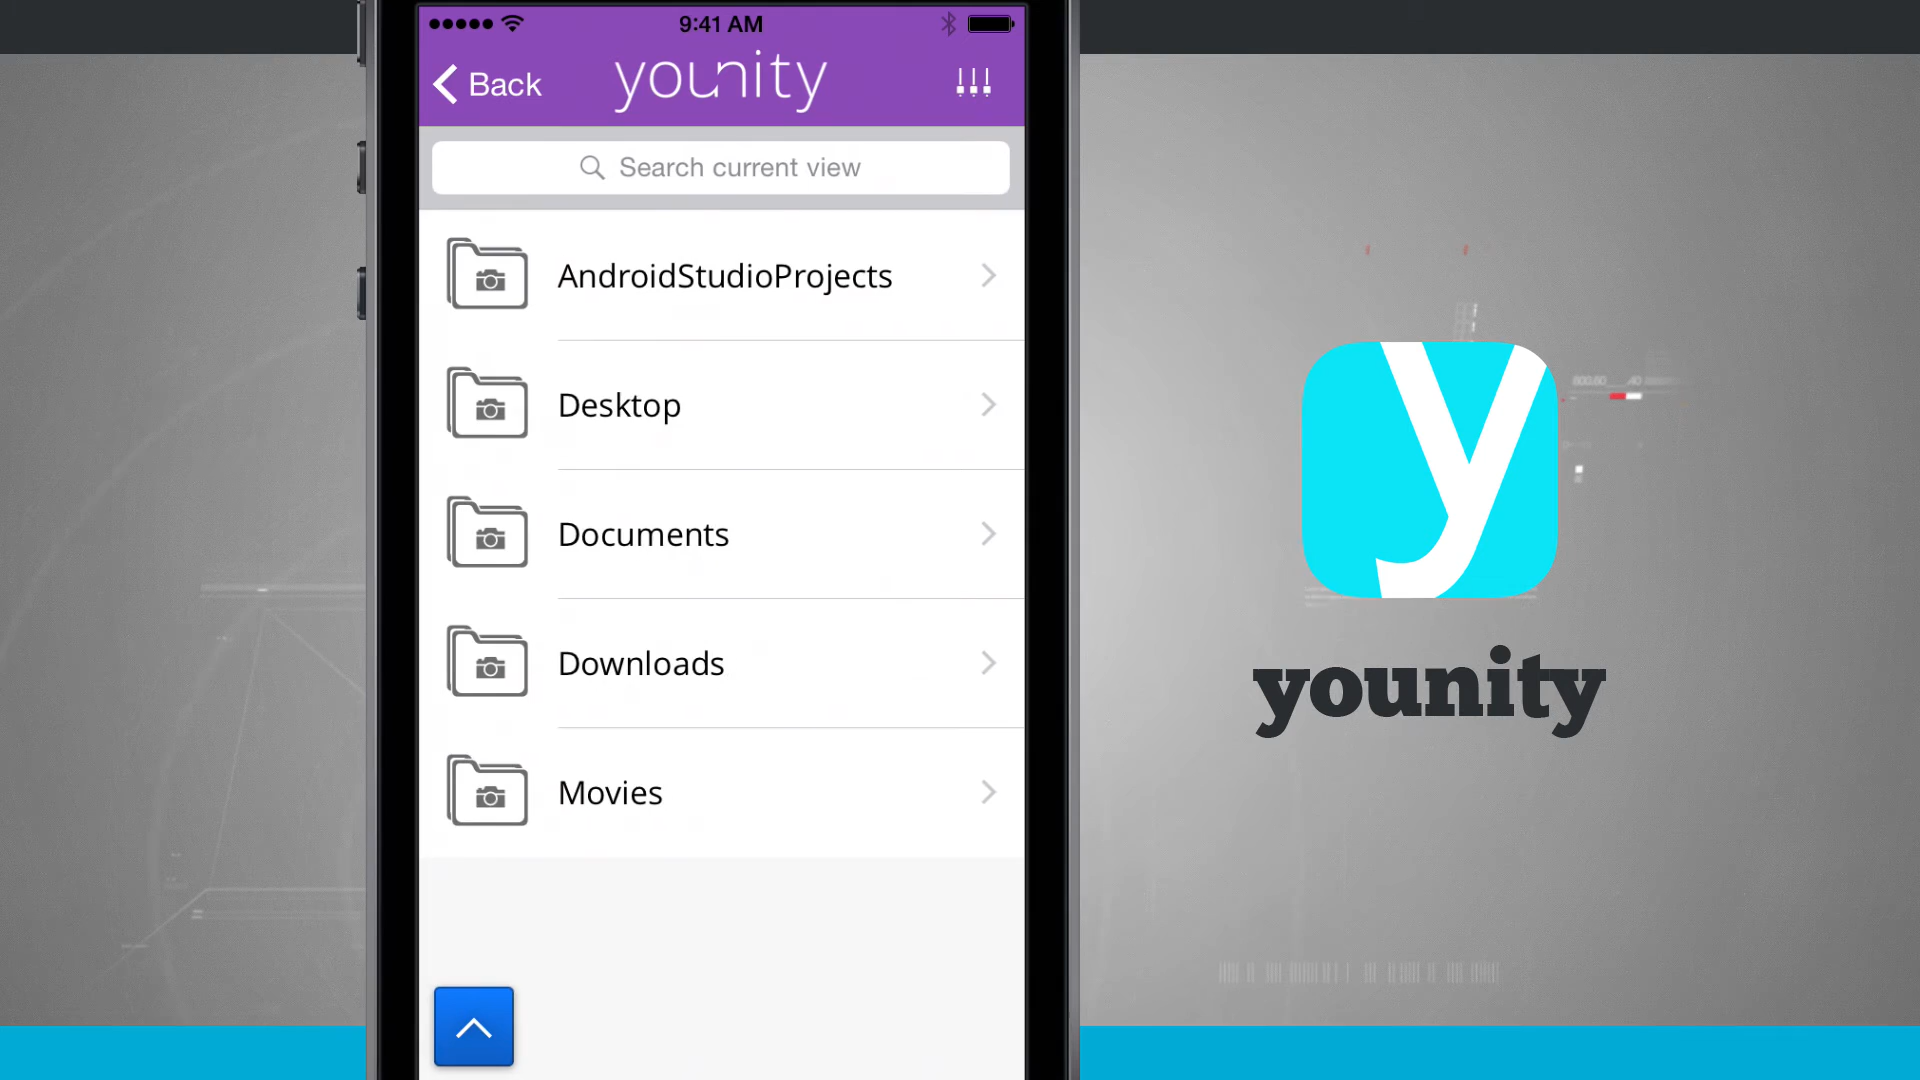 9:41 AM
Back
younity
Search current view
AndroidStudioProjects
Desktop
Documents
Downloads
Movies
y
younity